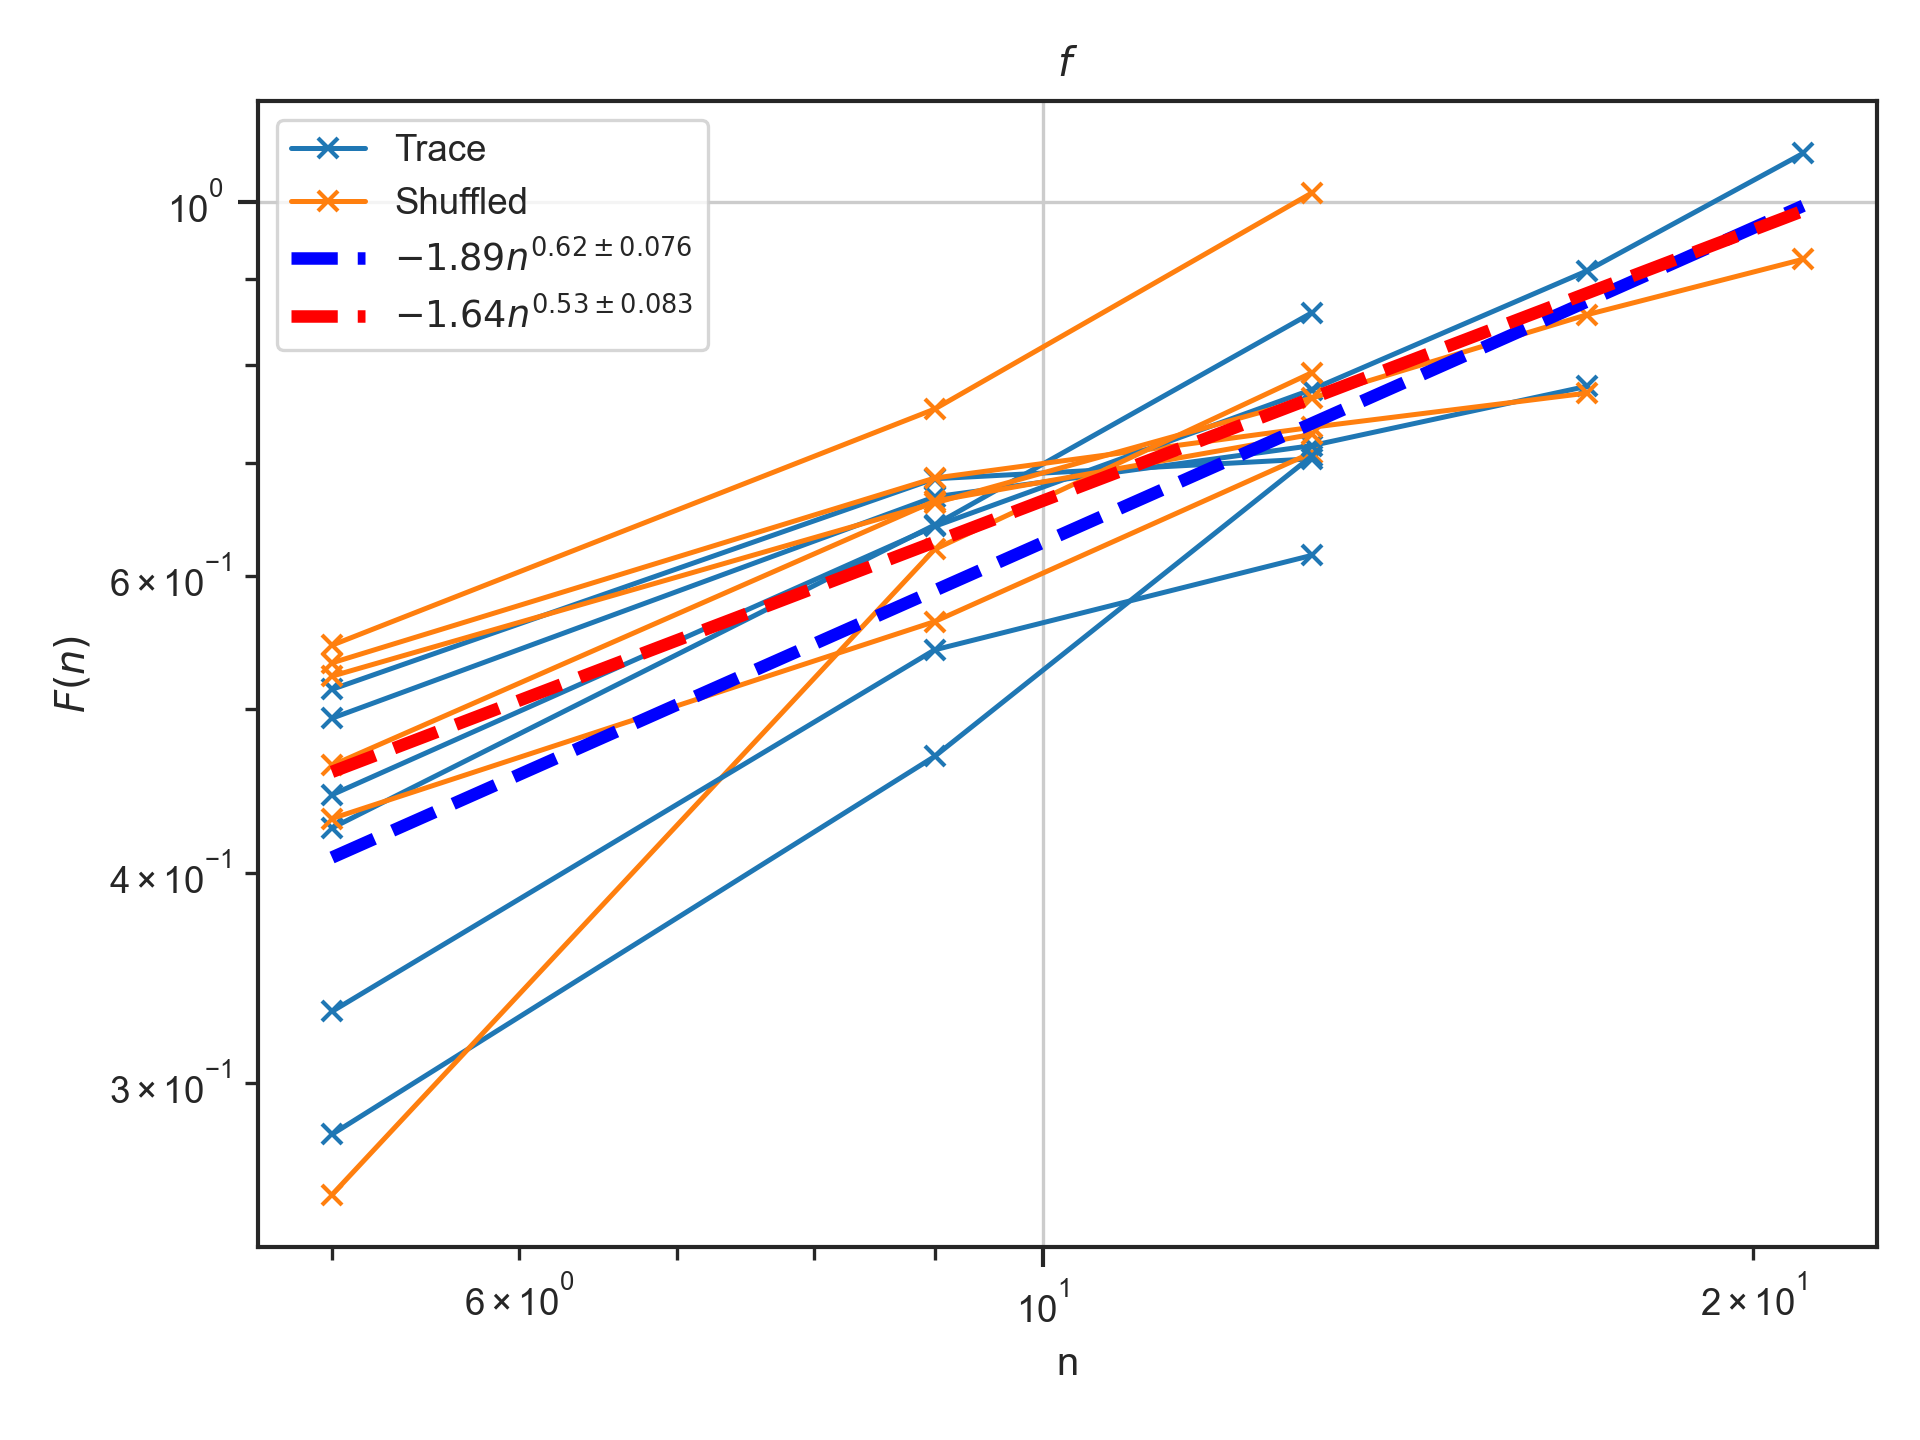 f
Trace
Shuffled
−1.89n^{0.62±0.076}
−1.64n^{0.53±0.083}
10^0
6×10^{−1}
4×10^{−1}
3×10^{−1}
F(n)
6×10^0
10^1
2×10^1
n